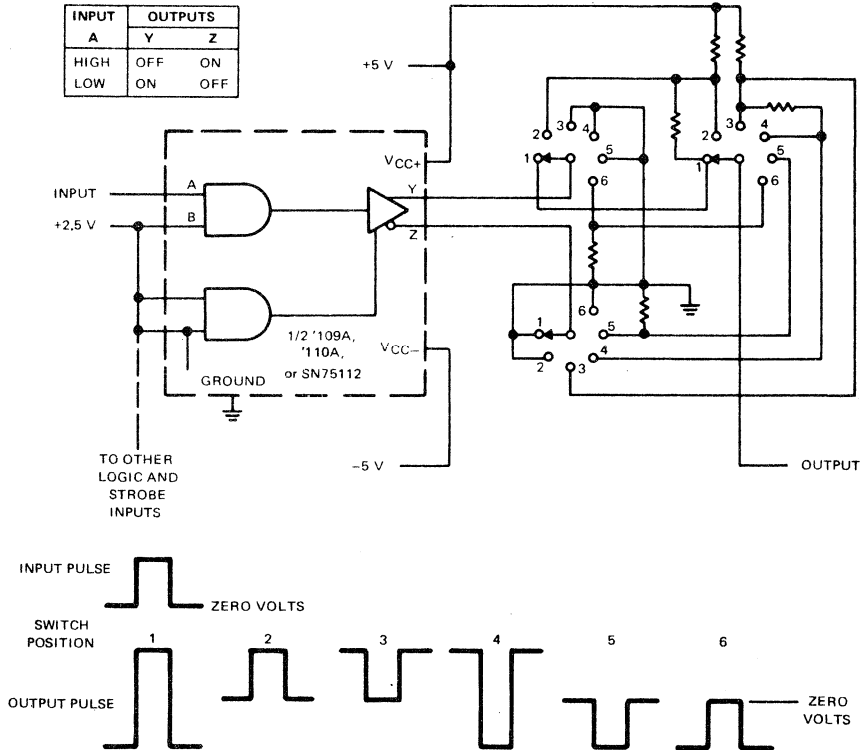 INPUT OUTPUTS
A Y Z
HIGH OFF ON
LOW ON OFF
+5 V
2 3 4 5 6 1
2 3 4 5 6 1
VCC+
INPUT
A
Y
+2.5 V
B
Z
6 5 4 3 2 1
1/2 '109A,
'110A,
or SN75112
VCC−
GROUND
−5 V
OUTPUT
TO OTHER
LOGIC AND
STROBE
INPUTS
INPUT PULSE
ZERO VOLTS
SWITCH
POSITION
1 2 3 4 5 6
OUTPUT PULSE
ZERO
VOLTS